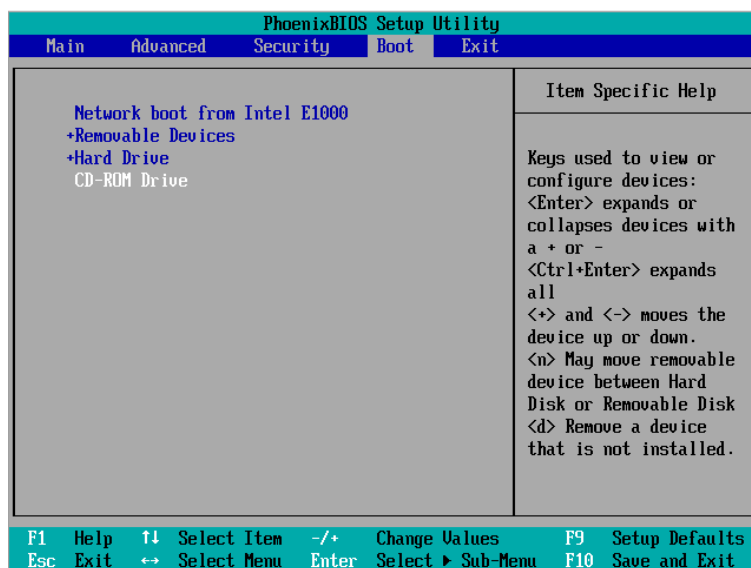 PhoenixBIOS Setup Utility
Main Advanced Security Boot Exit
Network boot from Intel E1000
+Removable Devices
+Hard Drive
CD-ROM Drive
Item Specific Help
Keys used to view or
configure devices:
<Enter> expands or
collapses devices with
a + or -
<Ctrl+Enter> expands
all
<+> and <-> moves the
device up or down.
<n> May move removable
device between Hard
Disk or Removable Disk
<d> Remove a device
that is not installed.
F1 Help ↑↓ Select Item -/+ Change Values F9 Setup Defaults
Esc Exit ↔ Select Menu Enter Select ▶ Sub-Menu F10 Save and Exit